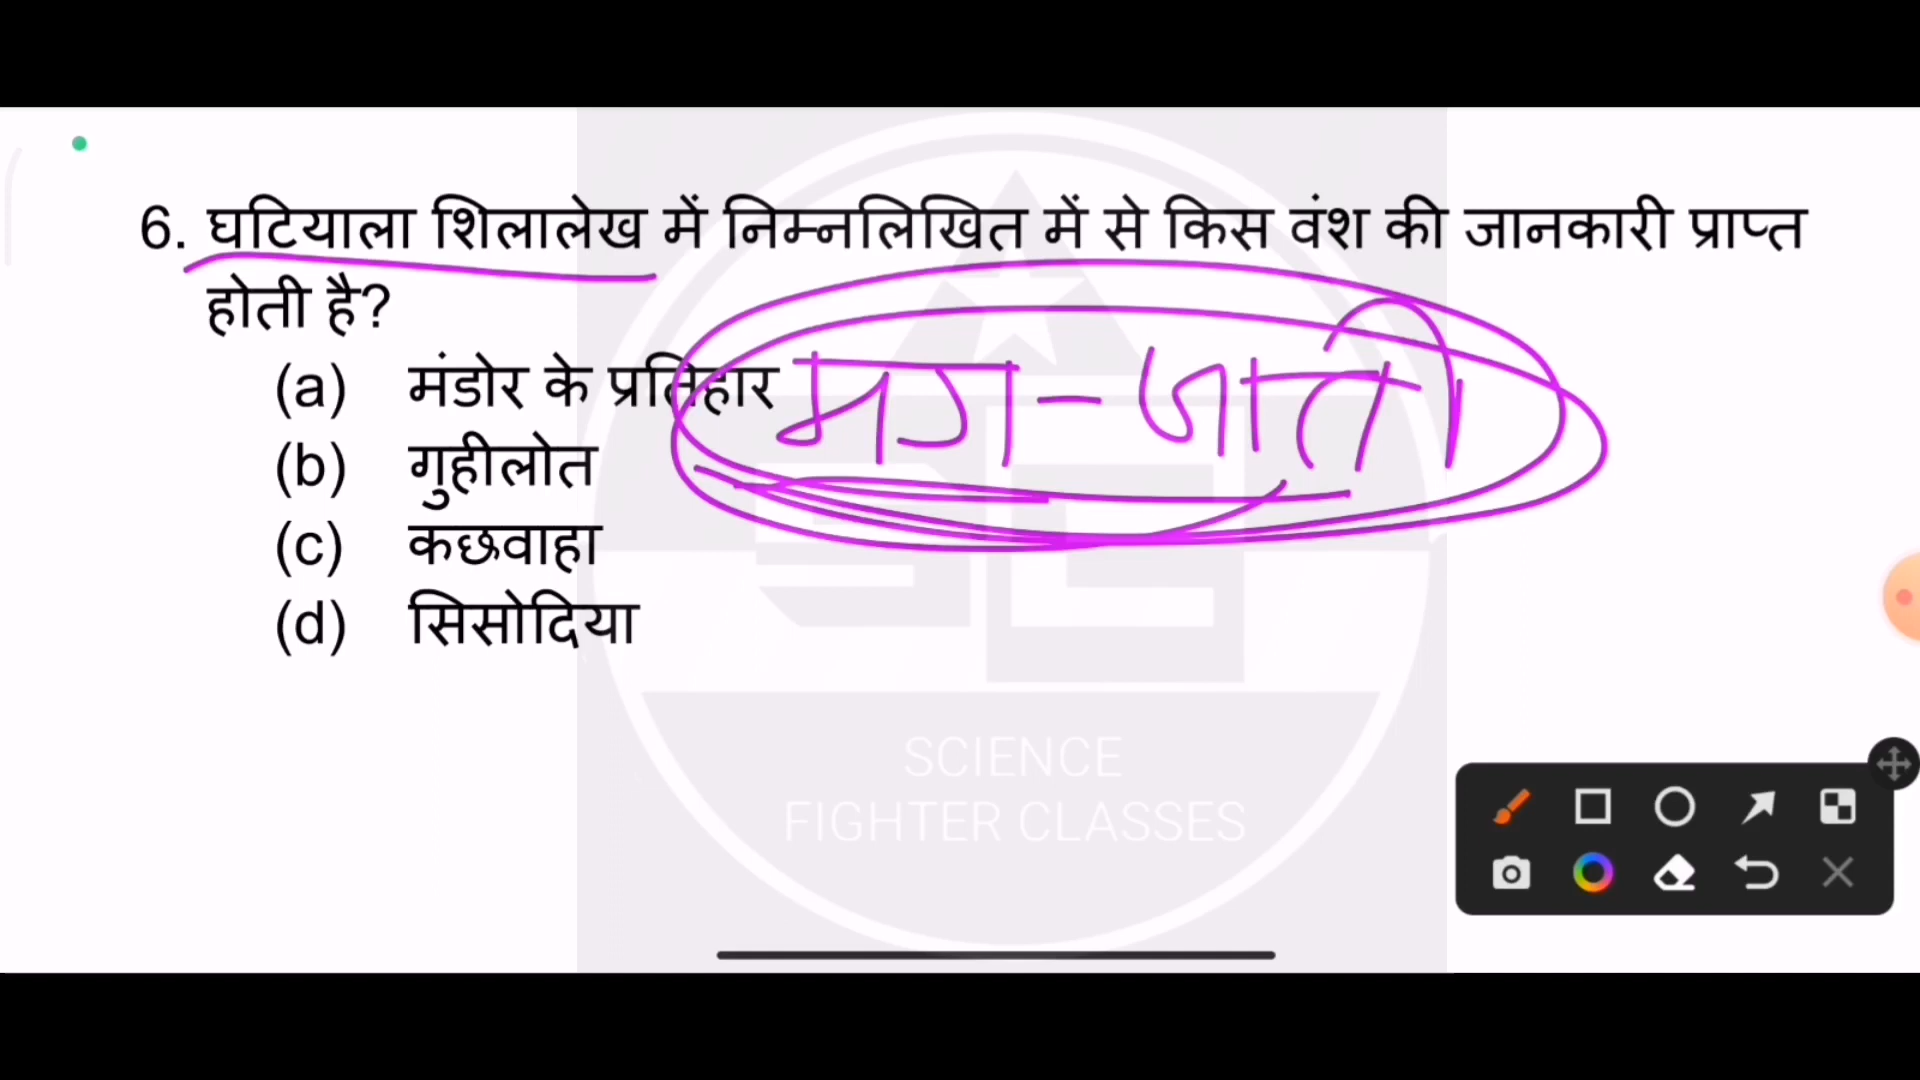 6. घटियाला शिलालेख में निम्नलिखित में से किस वंश की जानकारी प्राप्त
होती है?
(a) मंडोर के प्रतिहार
मग-जाति
(b) गुहीलोत
(c) कछवाहा
(d) सिसोदिया
SCIENCE
FIGHTER CLASSES